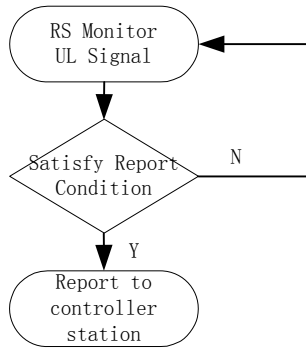 RS Monitor
UL Signal
Satisfy Report
Condition
N
Y
Report to
controller
station